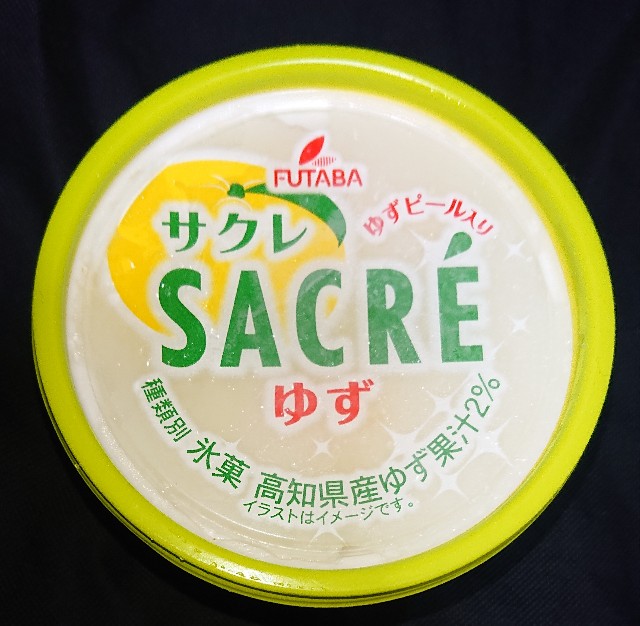 FUTABA
ゆずピール入り
サクレ
SACRÉ
ゆず
種類別 氷菓 高知県産ゆず果汁2%
イラストはイメージです。